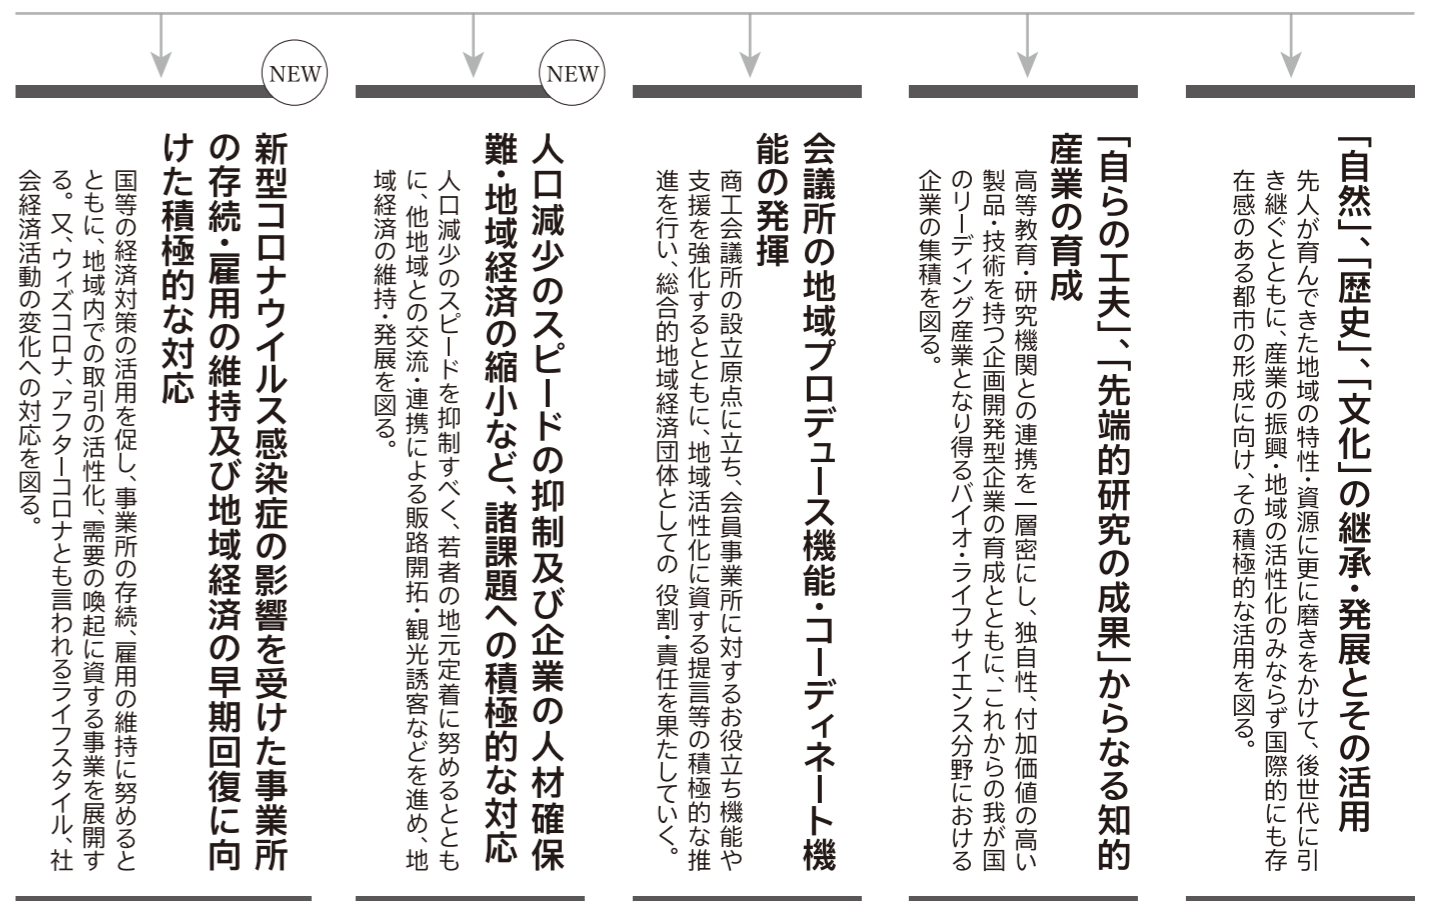 「自然」、「歴史」、「文化」の継承・発展とその活用
先人が育んできた地域の特性・資源に更に磨きをかけて、後世代に引
き継ぐとともに、産業の振興・地域の活性化のみならず国際的にも存
在感のある都市の形成に向け、その積極的な活用を図る。
「自らの工夫」、「先端的研究の成果」からなる知的
産業の育成
高等教育・研究機関との連携を一層密にし、独自性、付加価値の高い
製品・技術を持つ企画開発型企業の育成とともに、これからの我が国
のリーディング産業となり得るバイオ・ライフサイエンス分野における
企業の集積を図る。
会議所の地域プロデュース機能・コーディネート機
能の発揮
商工会議所の設立原点に立ち、会員事業所に対するお役立ち機能や
支援を強化するとともに、地域活性化に資する提言等の積極的な推
進を行い、総合的地域経済団体としての 役割・責任を果たしていく。
NEW
人口減少のスピードの抑制及び企業の人材確保
難・地域経済の縮小など、諸課題への積極的な対応
人口減少のスピードを抑制すべく、若者の地元定着に努めるととも
に、他地域との交流・連携による販路開拓・観光誘客などを進め、地
域経済の維持・発展を図る。
NEW
新型コロナウイルス感染症の影響を受けた事業所
の存続・雇用の維持及び地域経済の早期回復に向
けた積極的な対応
国等の経済対策の活用を促し、事業所の存続、雇用の維持に努めると
ともに、地域内での取引の活性化、需要の喚起に資する事業を展開す
る。又、ウィズコロナ、アフターコロナとも言われるライフスタイル、社
会経済活動の変化への対応を図る。